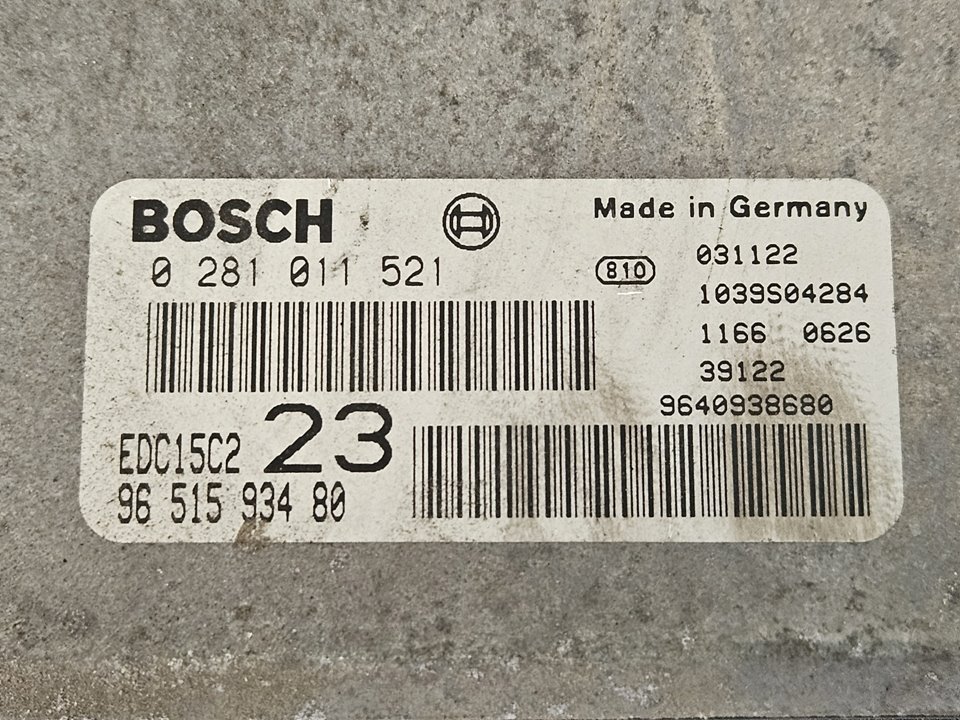 BOSCH
Made in Germany
0 281 011 521
810
031122
1039S04284
1166 0626
39122
9640938680
EDC15C2 23
96 515 934 80